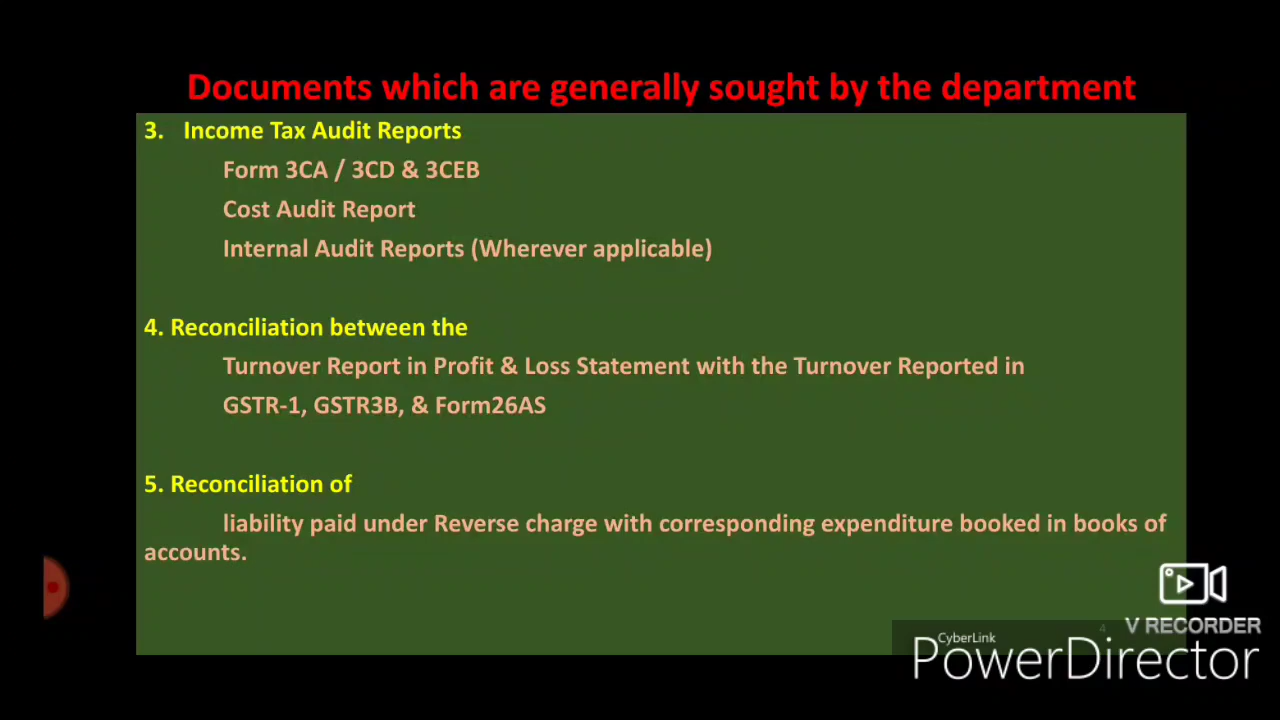 Documents which are generally sought by the department
3. Income Tax Audit Reports
Form 3CA / 3CD & 3CEB
Cost Audit Report
Internal Audit Reports (Wherever applicable)
4. Reconciliation between the
Turnover Report in Profit & Loss Statement with the Turnover Reported in
GSTR-1, GSTR3B, & Form26AS
5. Reconciliation of
liability paid under Reverse charge with corresponding expenditure booked in books of
accounts.
4
V RECORDER
CyberLink
PowerDirector